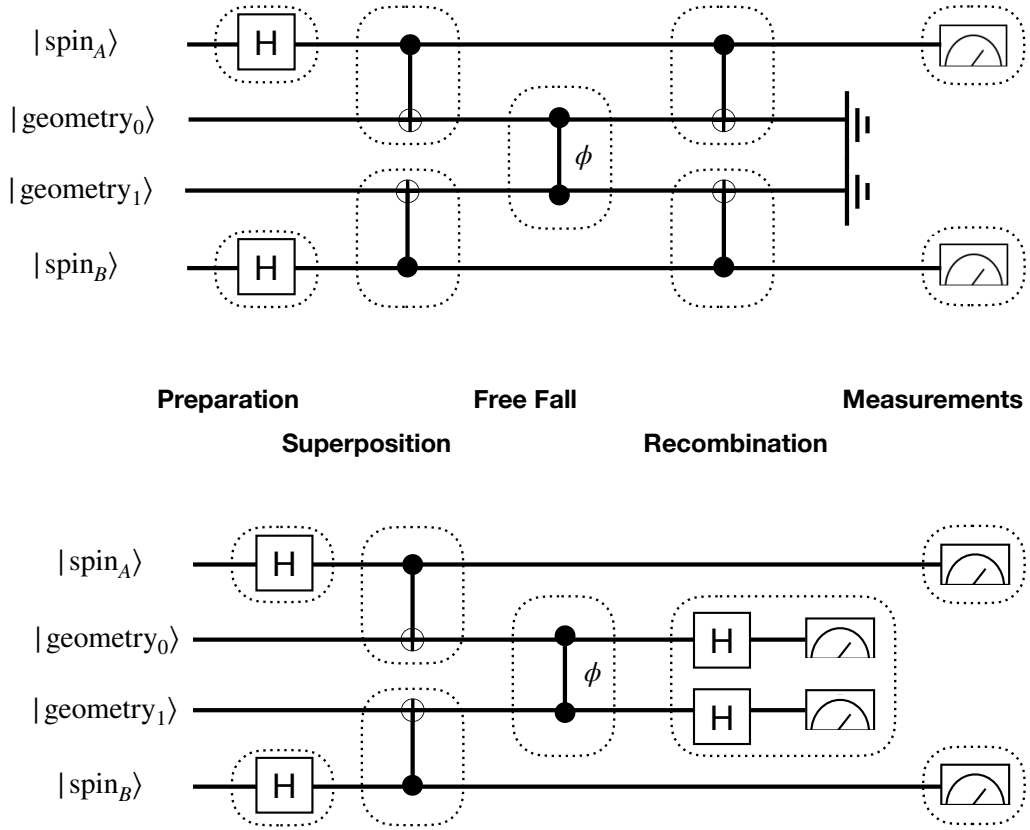 |spin_A⟩ H
|geometry_0⟩
ϕ
|geometry_1⟩
|spin_B⟩ H
Preparation Free Fall Measurements
Superposition Recombination
|spin_A⟩ H
|geometry_0⟩ H
ϕ
|geometry_1⟩ H
|spin_B⟩ H